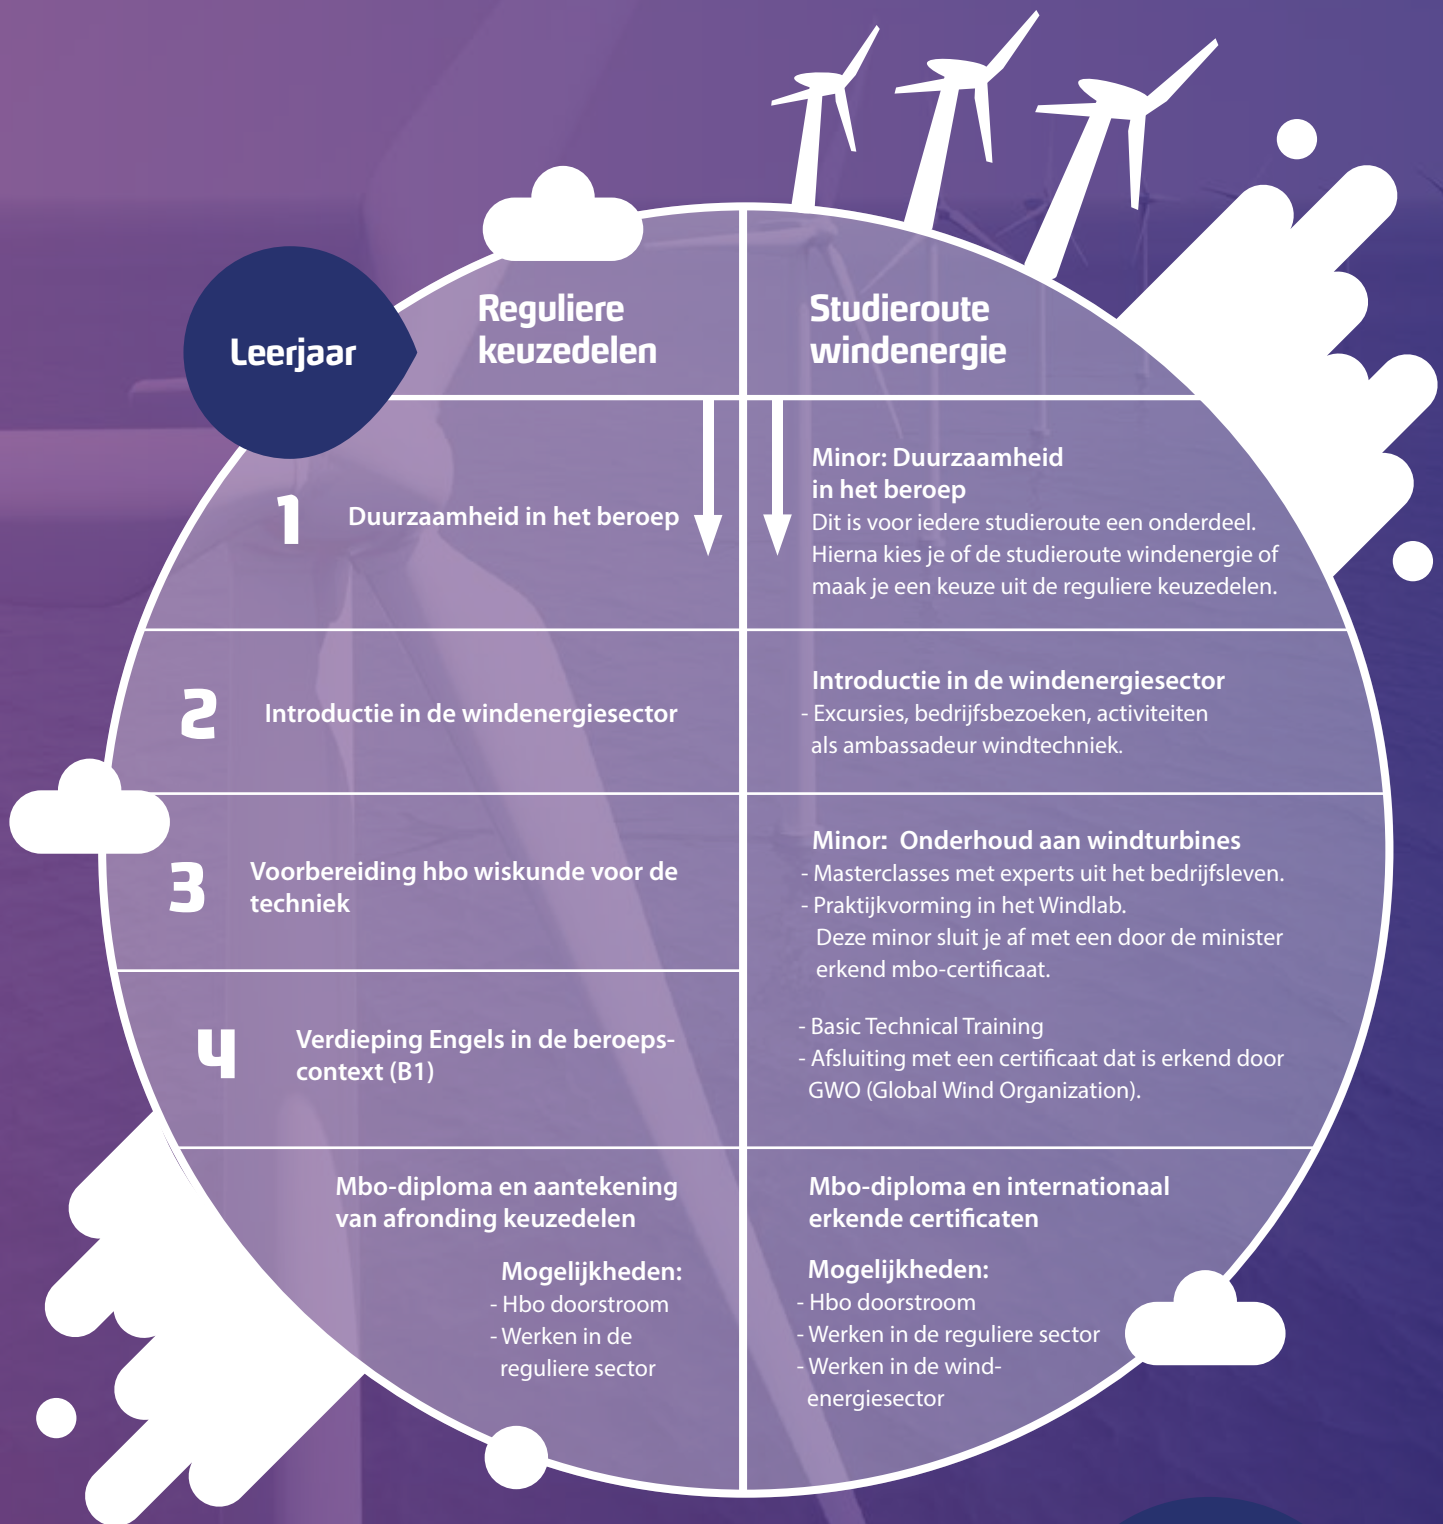 Leerjaar
Reguliere
keuzedelen
Studieroute
windenergie
1
Duurzaamheid in het beroep
Minor: Duurzaamheid
in het beroep
Dit is voor iedere studieroute een onderdeel.
Hierna kies je of de studieroute windenergie of
maak je een keuze uit de reguliere keuzedelen.
2
Introductie in de windenergiesector
Introductie in de windenergiesector
- Excursies, bedrijfsbezoeken, activiteiten
als ambassadeur windtechniek.
3
Voorbereiding hbo wiskunde voor de
techniek
Minor: Onderhoud aan windturbines
- Masterclasses met experts uit het bedrijfsleven.
- Praktijkvorming in het Windlab.
Deze minor sluit je af met een door de minister
erkend mbo-certificaat.
4
Verdieping Engels in de beroeps-
context (B1)
- Basic Technical Training
- Afsluiting met een certificaat dat is erkend door
GWO (Global Wind Organization).
Mbo-diploma en aantekening
van afronding keuzedelen
Mogelijkheden:
- Hbo doorstroom
- Werken in de
reguliere sector
Mbo-diploma en internationaal
erkende certificaten
Mogelijkheden:
- Hbo doorstroom
- Werken in de reguliere sector
- Werken in de wind-
energiesector